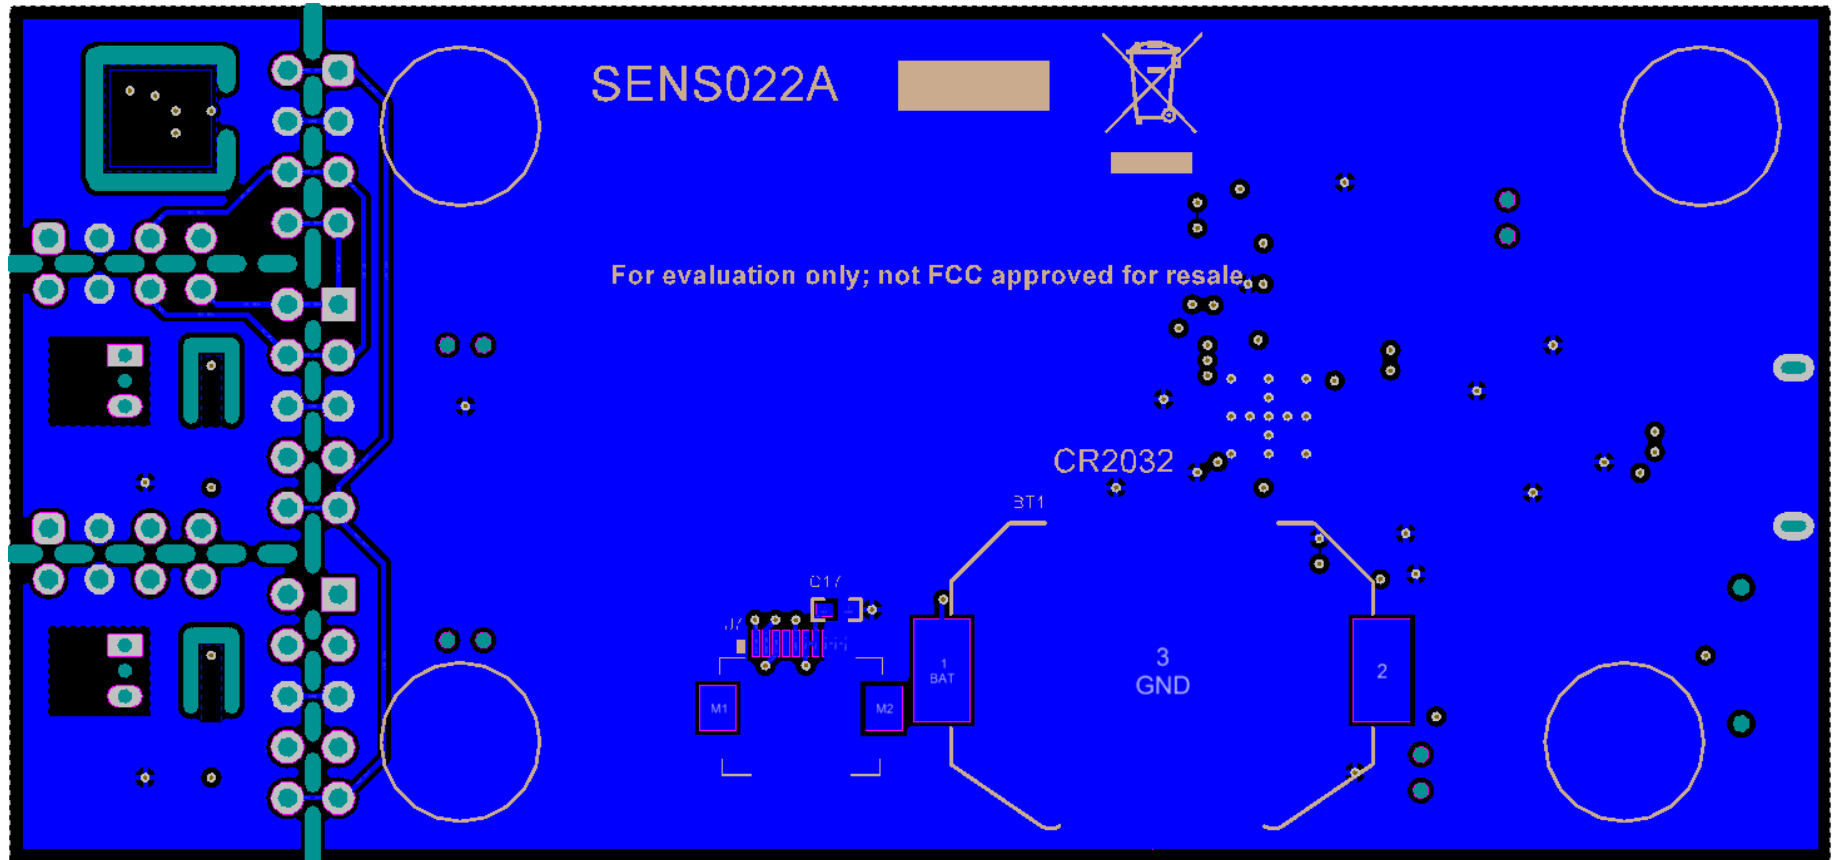 SENS022A
For evaluation only; not FCC approved for resale
CR2032
BT1
C17
J7
1
BAT
3
GND
2
M1
M2